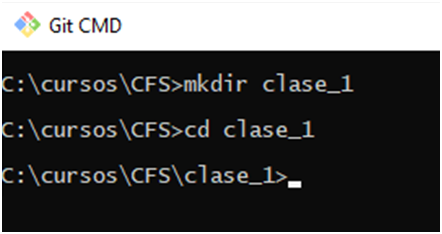 Git CMD
C:\cursos\CFS>mkdir clase_1
C:\cursos\CFS>cd clase_1
C:\cursos\CFS\clase_1>